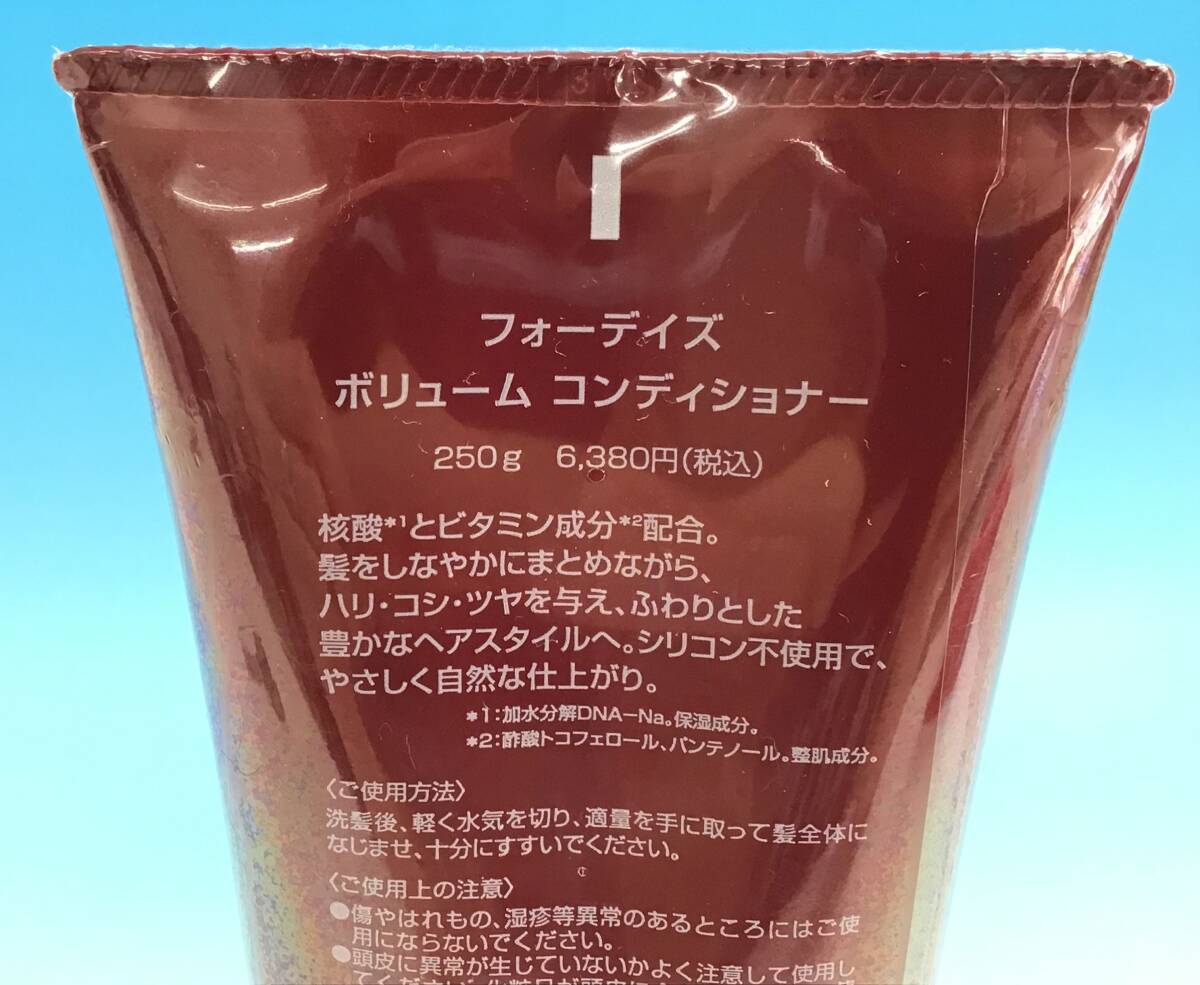 フォーデイズ
ボリューム コンディショナー
250g 6,380円(税込)
核酸*1とビタミン成分*2配合。
髪をしなやかにまとめながら、
ハリ・コシ・ツヤを与え、ふわりとした
豊かなヘアスタイルへ。シリコン不使用で、
やさしく自然な仕上がり。
*1:加水分解DNA-Na。保湿成分。
*2:酢酸トコフェロール、パンテノール。整肌成分。
〈ご使用方法〉
洗髪後、軽く水気を切り、適量を手に取って髪全体に
なじませ、十分にすすいでください。
〈ご使用上の注意〉
●傷やはれもの、湿疹等異常のあるところにはご使
用にならないでください。
●頭皮に異常が生じていないかよく注意して使用し
てください。化粧品が頭皮に